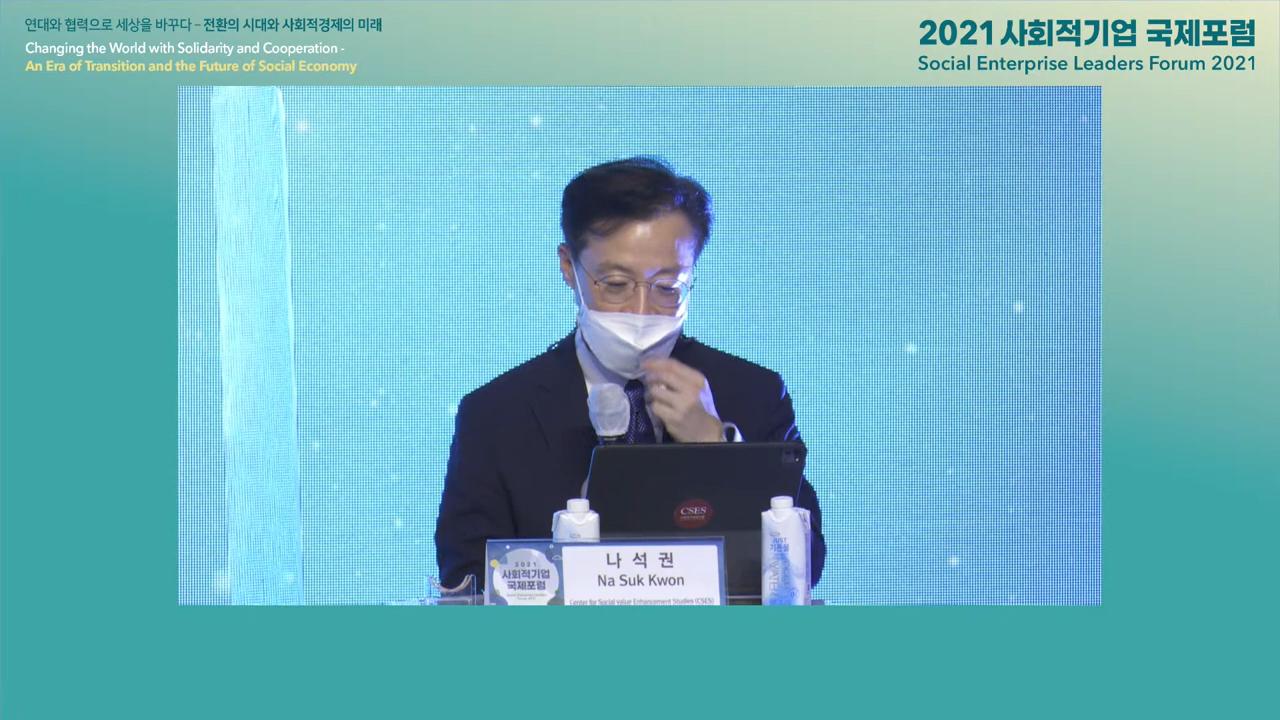 연대와 협력으로 세상을 바꾸다 - 전환의 시대와 사회적경제의 미래
Changing the World with Solidarity and Cooperation -
An Era of Transition and the Future of Social Economy
2021 사회적기업 국제포럼
Social Enterprise Leaders Forum 2021
CSES
2021
사회적기업
국제포럼
나 석 권
Na Suk Kwon
Center for Social value Enhancement Studies (CSES)
JUST